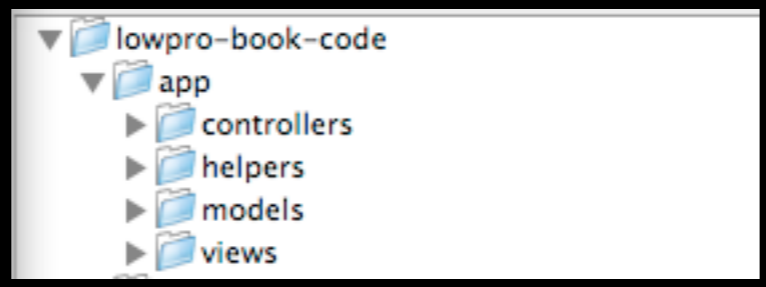 lowpro-book-code
app
controllers
helpers
models
views